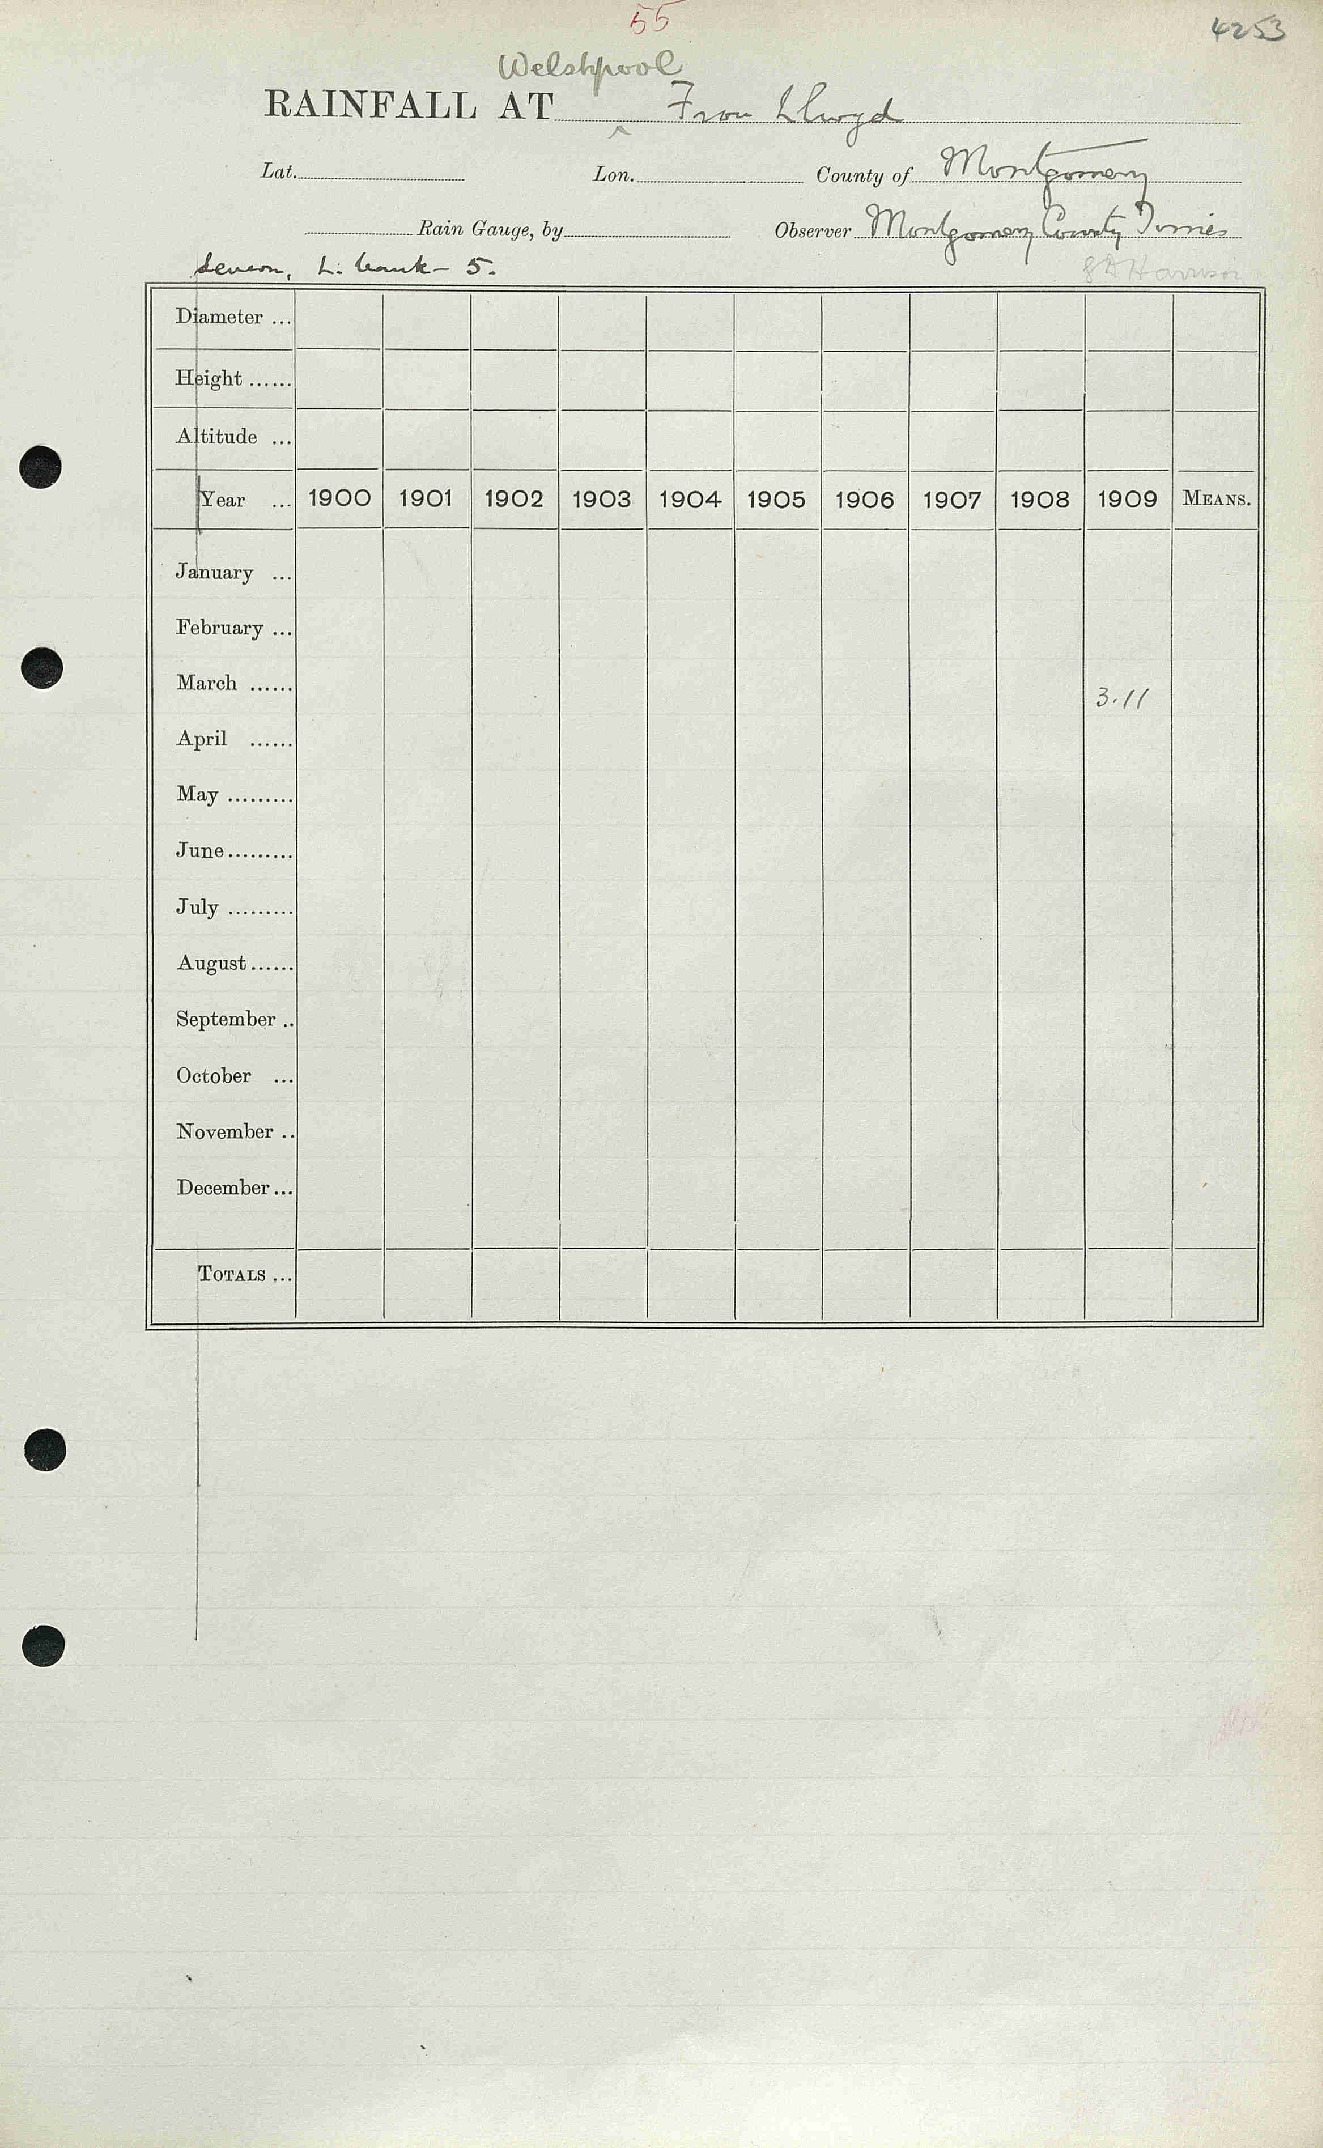 55
4253
Welshpool
RAINFALL AT ^ Fron Llwyd
Lat. Lon. County of Montgomery
Rain Gauge, by Observer Montgomery County Times
Severn, L. bank - 5. Harrison
Diameter ...
Height ......
Altitude ...
Year ... 1900 1901 1902 1903 1904 1905 1906 1907 1908 1909 MEANS.
January ...
February ...
March ...... 3.11
April ......
May .........
June.........
July .........
August......
September ..
October ...
November ..
December...
TOTALS ...